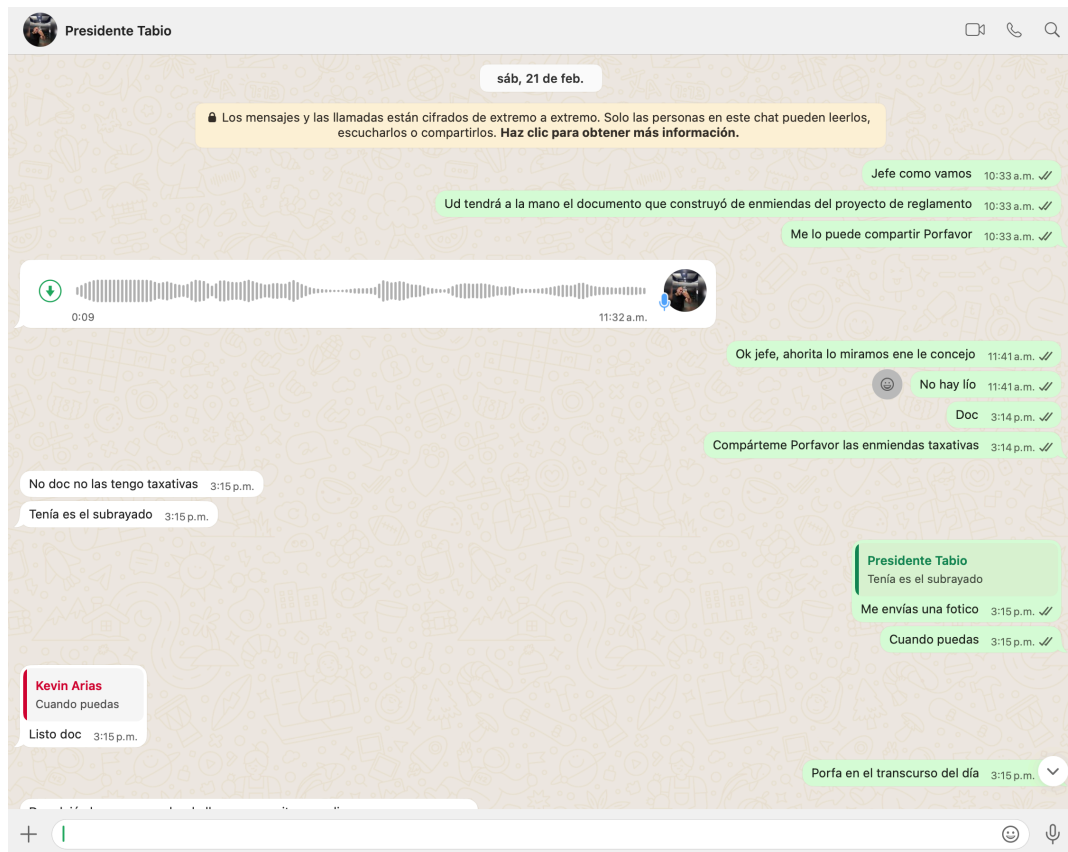 Presidente Tabio
sáb, 21 de feb.
Los mensajes y las llamadas están cifrados de extremo a extremo. Solo las personas en este chat pueden leerlos,
escucharlos o compartirlos. Haz clic para obtener más información.
Jefe como vamos 10:33 a.m.
Ud tendrá a la mano el documento que construyó de enmiendas del proyecto de reglamento 10:33 a.m.
Me lo puede compartir Porfavor 10:33 a.m.
0:09 11:32 a.m.
Ok jefe, ahorita lo miramos ene le concejo 11:41 a.m.
No hay lío 11:41 a.m.
Doc 3:14 p.m.
Compárteme Porfavor las enmiendas taxativas 3:14 p.m.
No doc no las tengo taxativas 3:15 p.m.
Tenía es el subrayado 3:15 p.m.
Presidente Tabio
Tenía es el subrayado
Me envías una fotico 3:15 p.m.
Cuando puedas 3:15 p.m.
Kevin Arias
Cuando puedas
Listo doc 3:15 p.m.
Porfa en el transcurso del día 3:15 p.m.